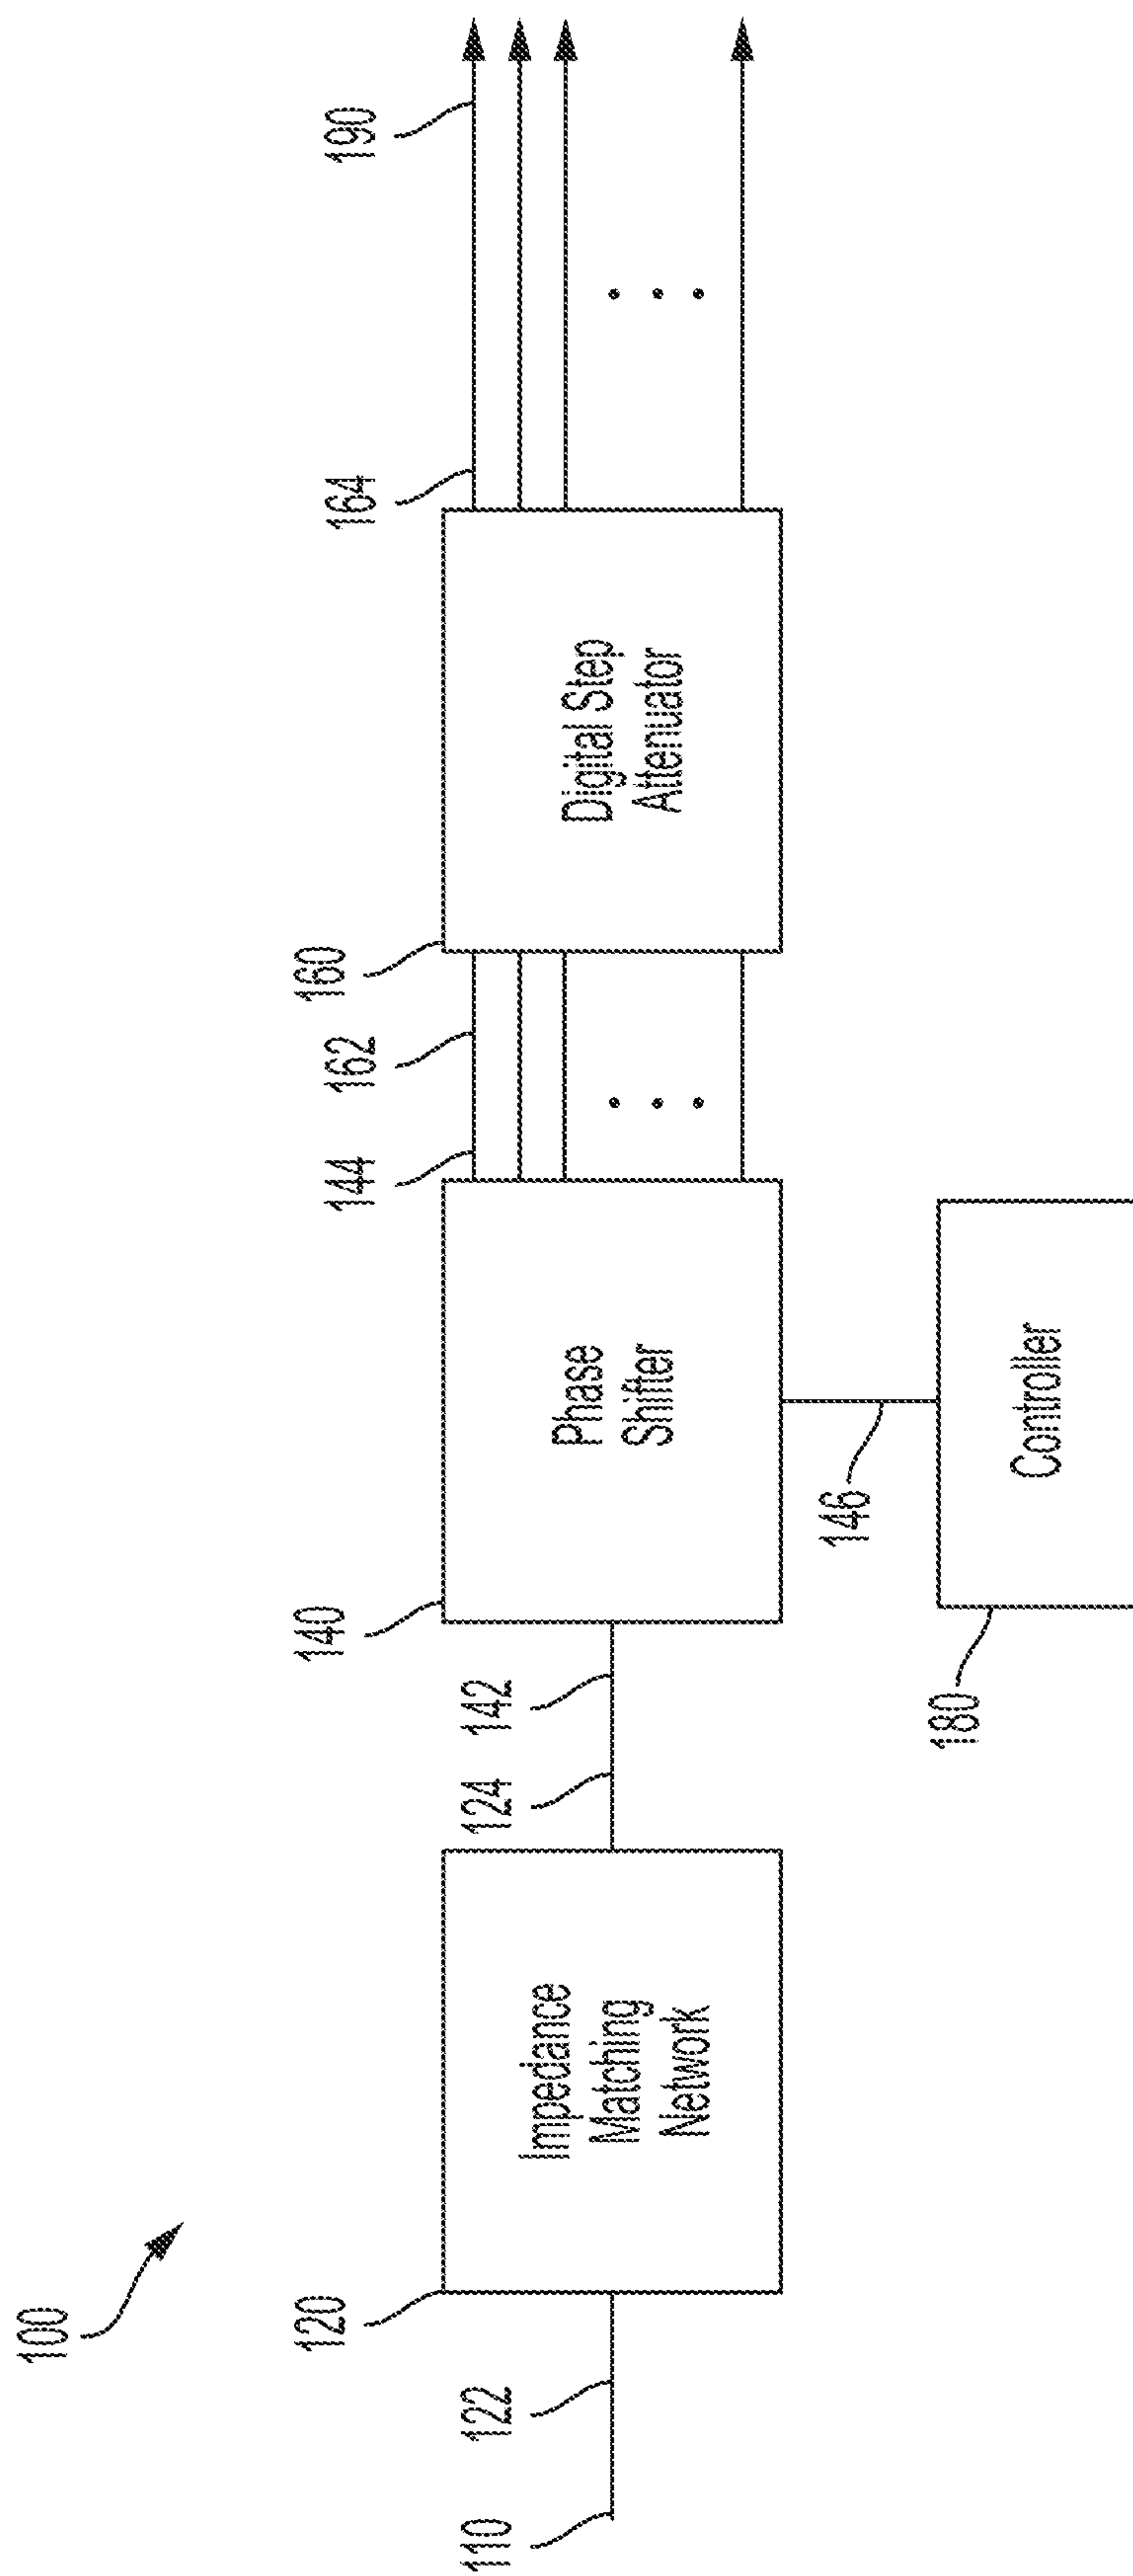 100
110
122
120
Impedance
Matching
Network
124
142
140
Phase
Shifter
144
162
160
Digital Step
Attenuator
164
190
146
180
Controller